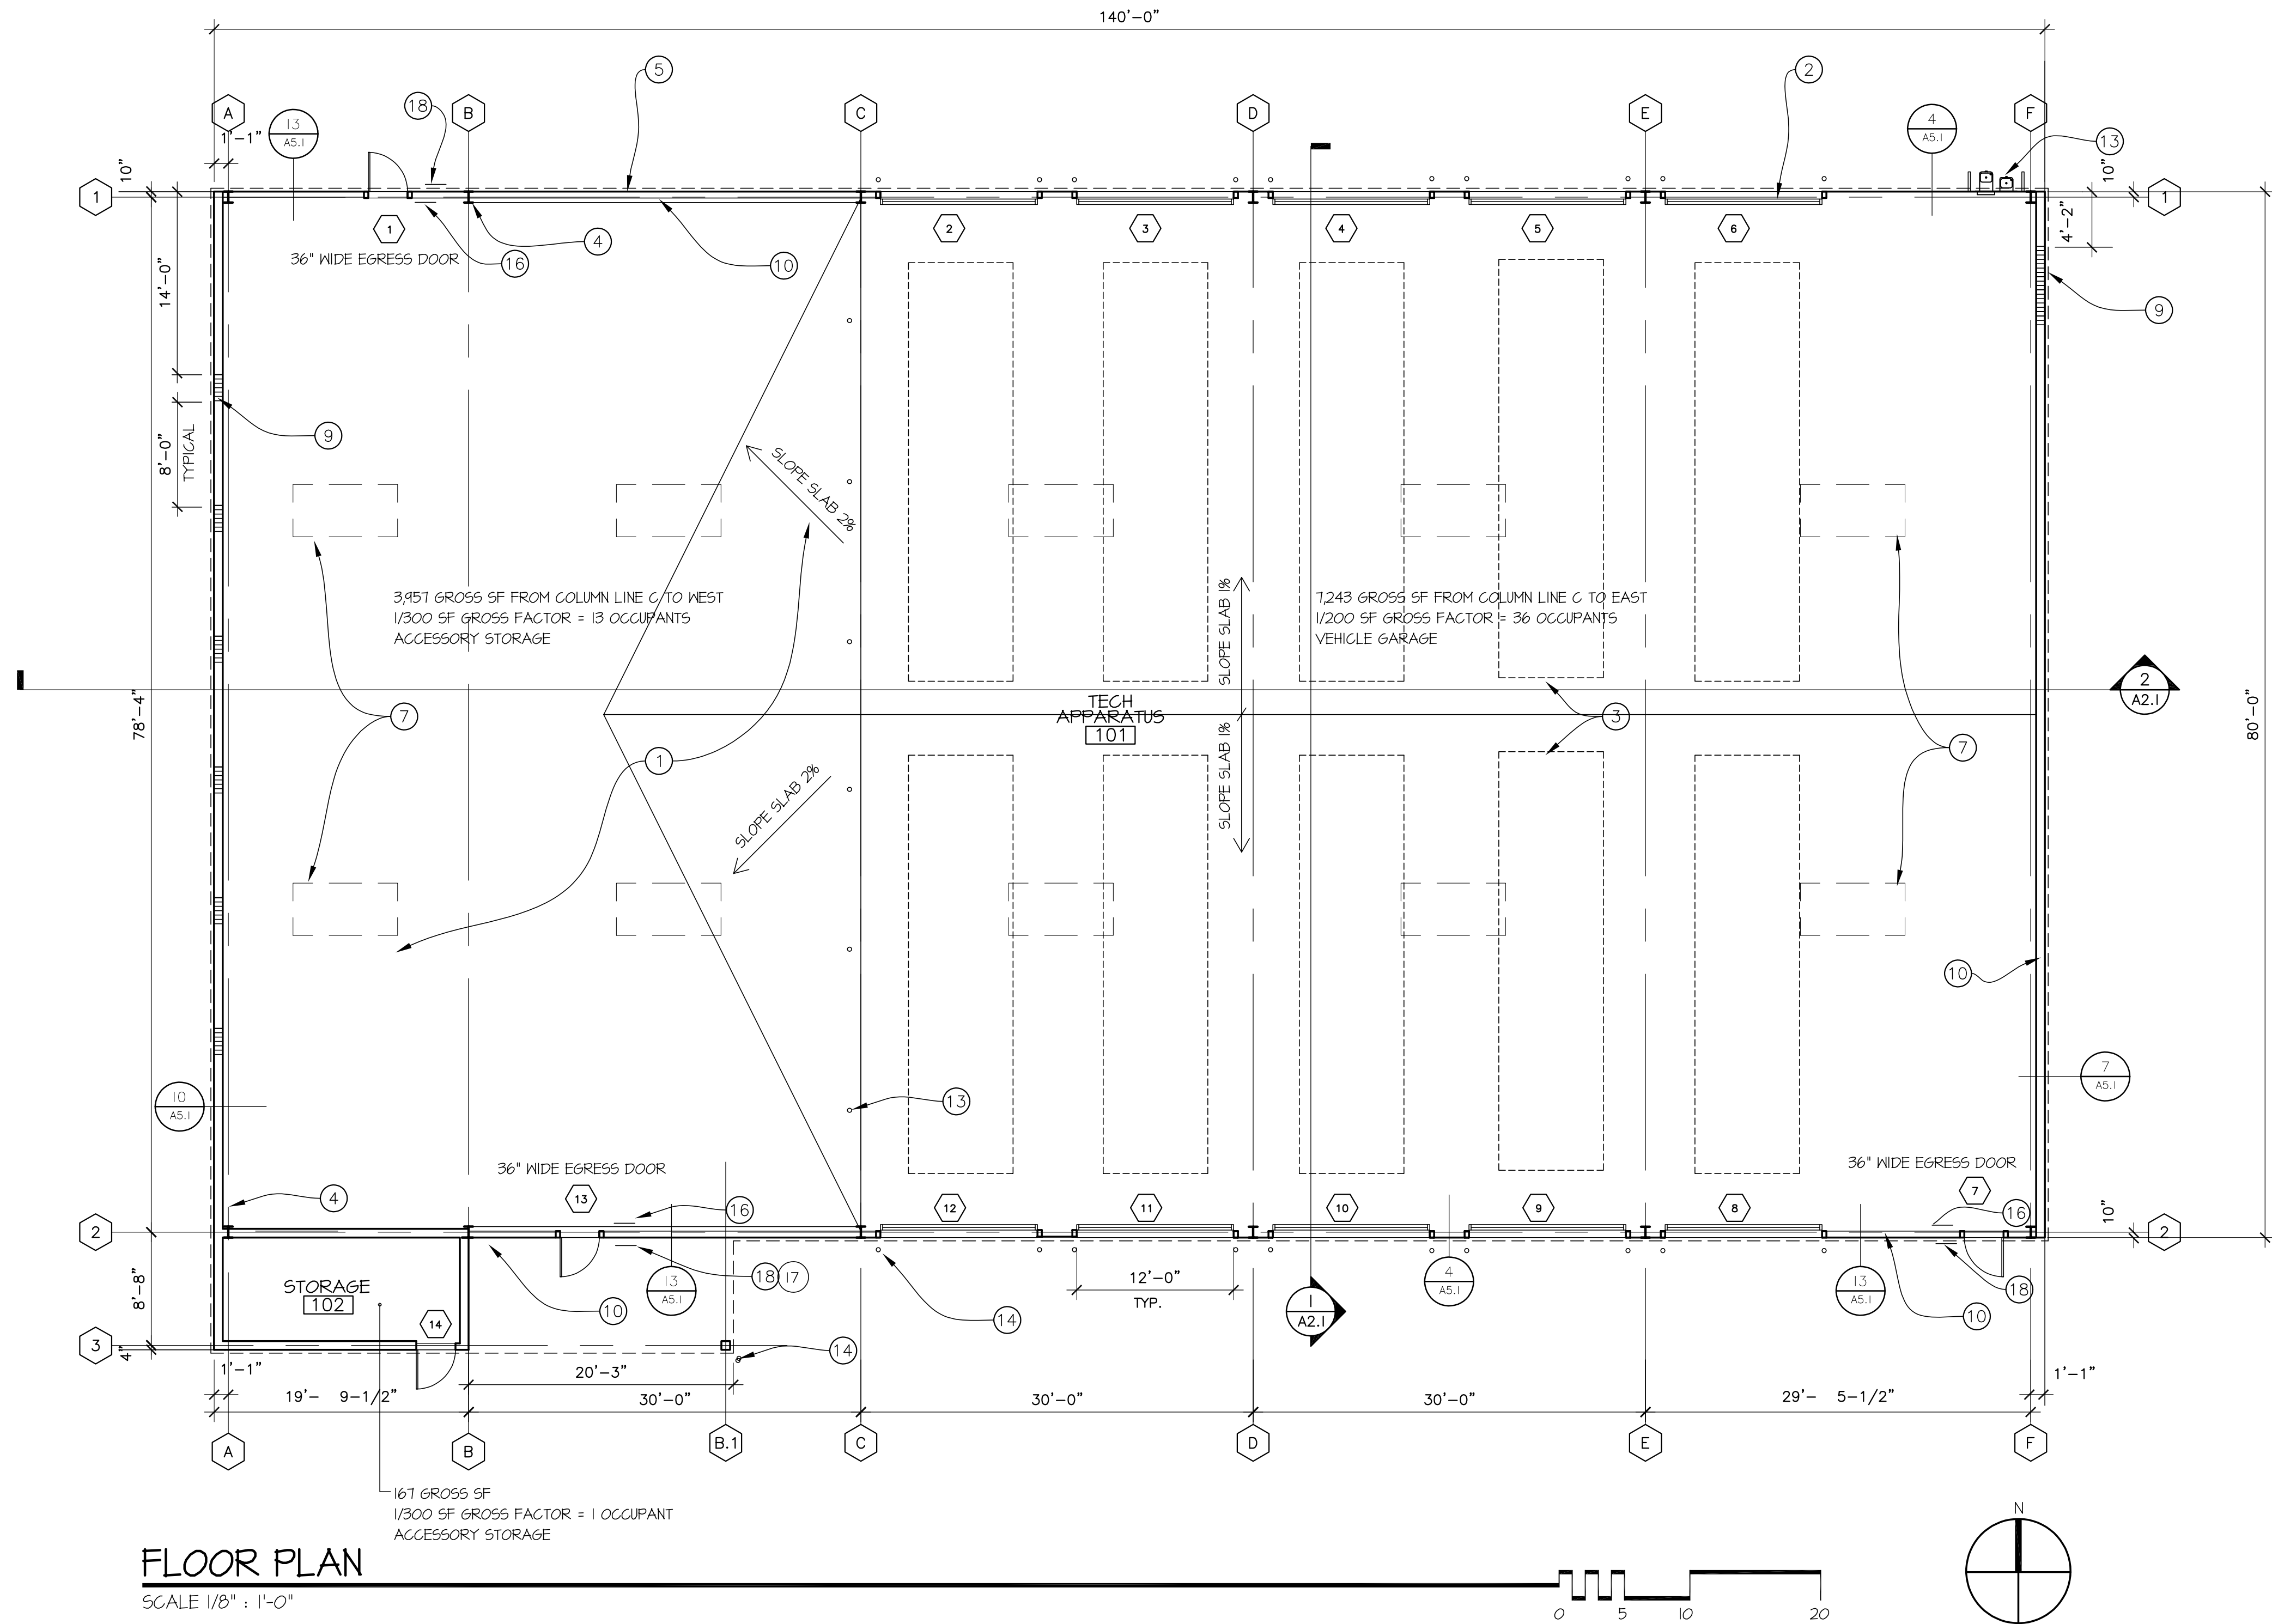 140'-0"
5
2
18
A
B
C
D
E
F
13
A5.1
4
A5.1
13
1'-1"
10"
10"
1
1
4'-2"
1
2
3
4
5
6
4
16
10
36" WIDE EGRESS DOOR
14'-0"
9
9
8'-0"
TYPICAL
SLOPE SLAB 2%
3,957 GROSS SF FROM COLUMN LINE C TO WEST
1/300 SF GROSS FACTOR = 13 OCCUPANTS
ACCESSORY STORAGE
SLOPE SLAB 1%
7,243 GROSS SF FROM COLUMN LINE C TO EAST
1/200 SF GROSS FACTOR = 36 OCCUPANTS
VEHICLE GARAGE
2
A2.1
78'-4"
80'-0"
TECH
APPARATUS
101
7
3
7
1
SLOPE SLAB 2%
SLOPE SLAB 1%
10
7
A5.1
10
A5.1
13
36" WIDE EGRESS DOOR
36" WIDE EGRESS DOOR
4
13
16
12
11
10
9
8
7
16
10"
2
2
STORAGE
102
8'-8"
14
10
18
17
13
A5.1
12'-0"
TYP.
14
1
A2.1
4
A5.1
13
A5.1
18
10
3
4"
14
1'-1"
20'-3"
1'-1"
19'- 9-1/2"
30'-0"
30'-0"
30'-0"
29'- 5-1/2"
A
B
B.1
C
D
E
F
167 GROSS SF
1/300 SF GROSS FACTOR = 1 OCCUPANT
ACCESSORY STORAGE
N
FLOOR PLAN
SCALE 1/8" : 1'-0"
0
5
10
20